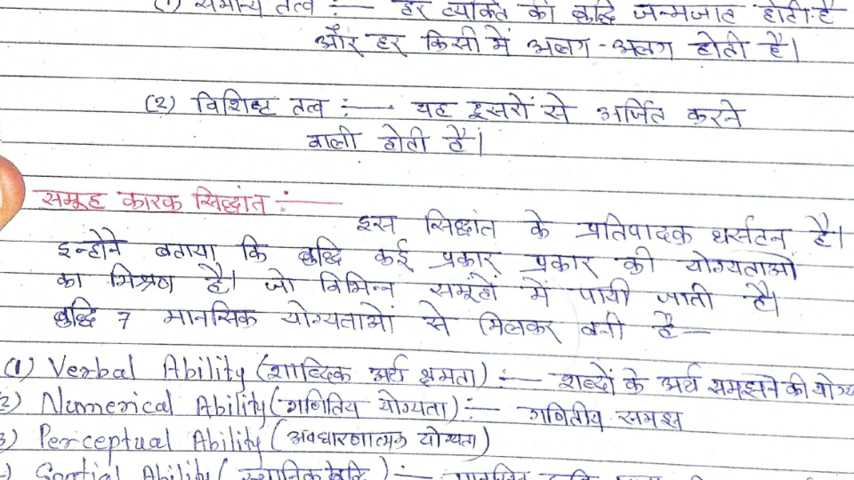 (1) सामान्य तत्व :— हर व्यक्ति की बुद्धि जन्मजात होती है
और हर किसी में अलग-अलग होती है।
(2) विशिष्ट तत्व :— यह दूसरों से अर्जित करने
वाली होती है।
समूह कारक सिद्धांत :—
इस सिद्धांत के प्रतिपादक थर्सटन है।
इन्होंने बताया कि बुद्धि कई प्रकार प्रकार की योग्यताओं
का मिश्रण है। जो विभिन्न समूहों में पायी जाती है।
बुद्धि 7 मानसिक योग्यताओं से मिलकर बनी है —
(1) Verbal Ability (शाब्दिक अर्थ क्षमता) :— शब्दों के अर्थ समझने की योग्य
2) Numerical Ability (गणितिय योग्यता) :— गणितीय समझ
3) Perceptual Ability (अवधारणात्मक योग्यता)
Spatial Ability (स्थानिक